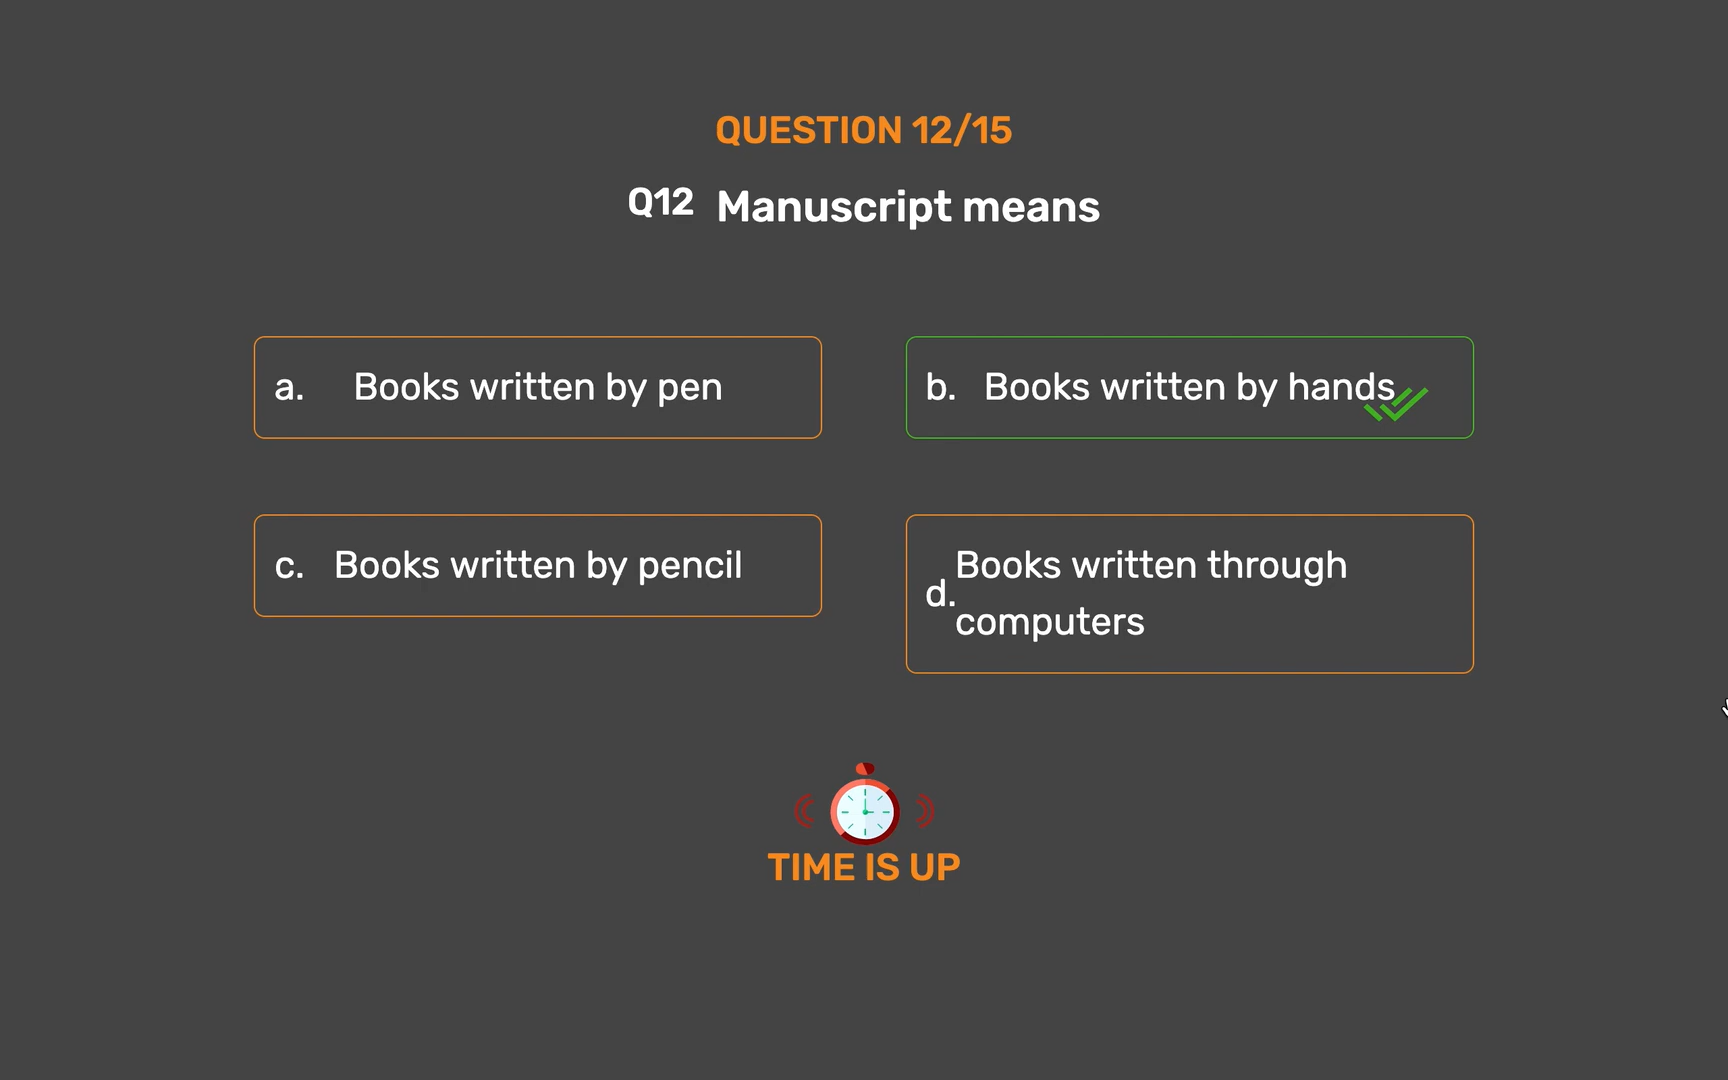 QUESTION 12/15
Q12 Manuscript means
a. Books written by pen
b. Books written by hands
c. Books written by pencil
d. Books written through
computers
TIME IS UP